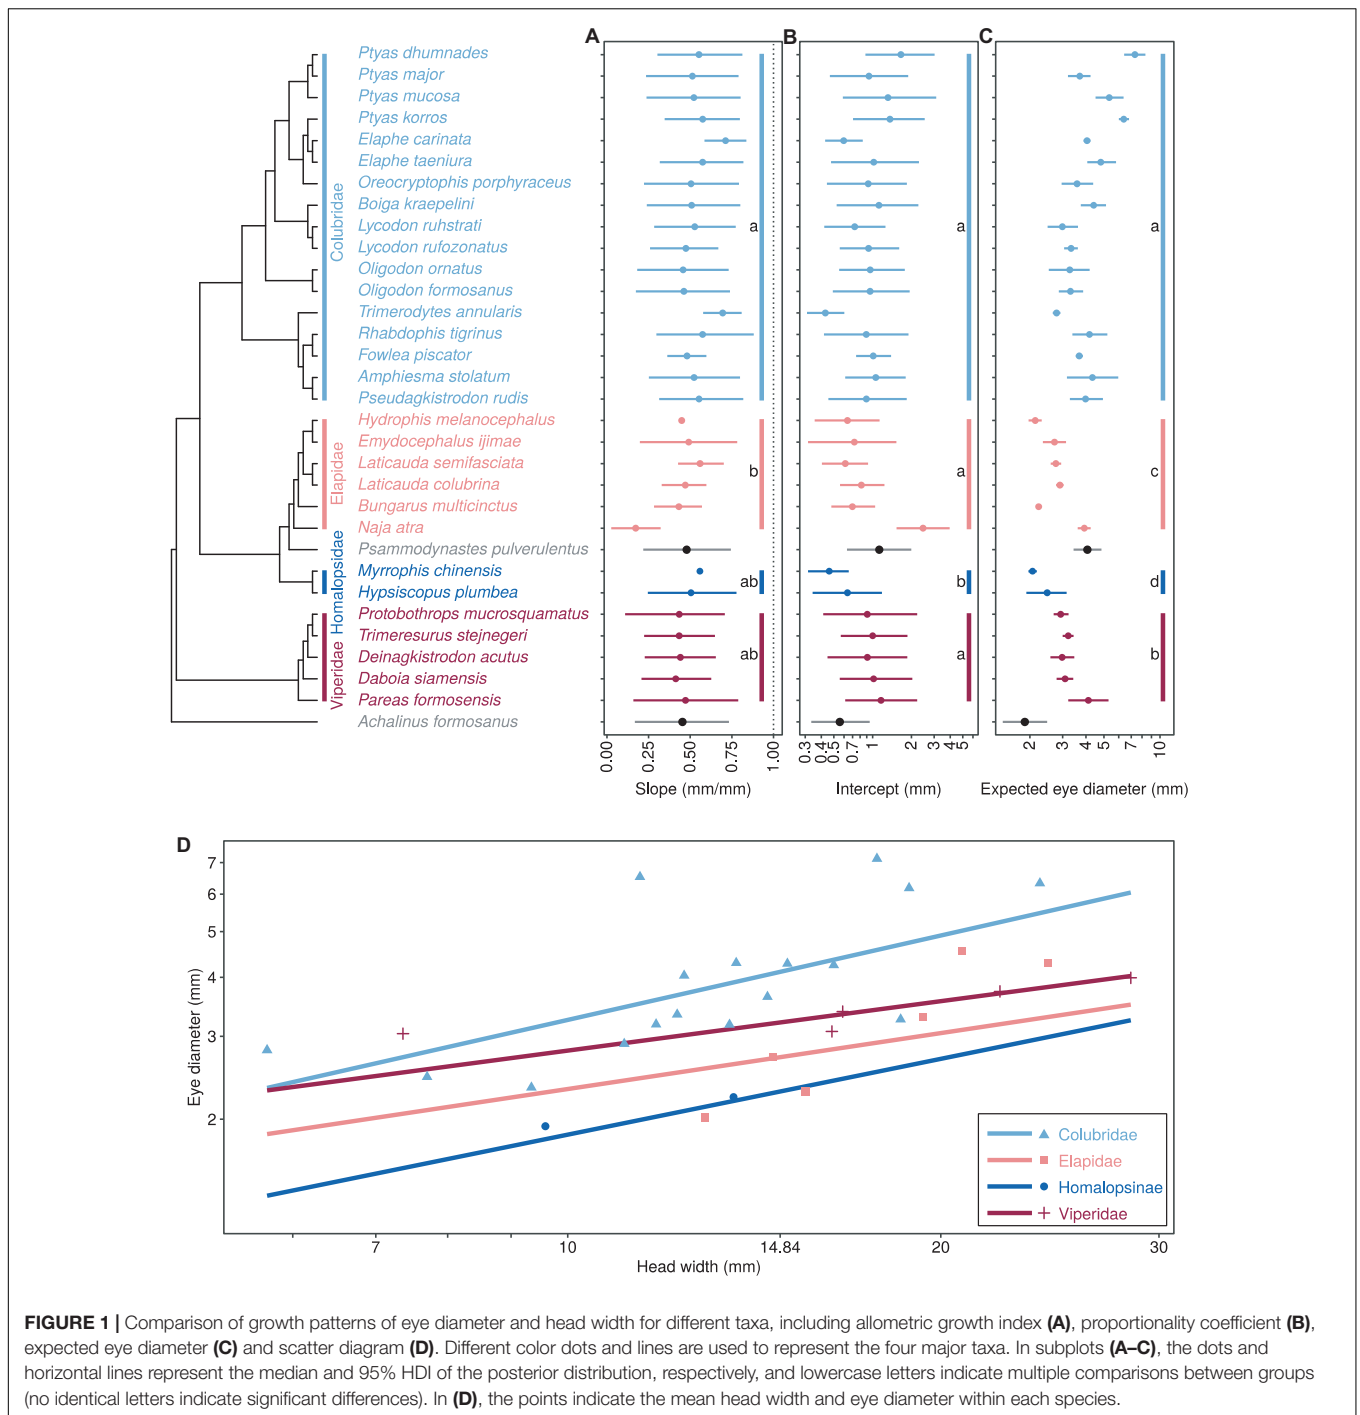 A
B
C
Ptyas dhumnades
Ptyas major
Ptyas mucosa
Ptyas korros
Elaphe carinata
Elaphe taeniura
Oreocryptophis porphyraceus
Boiga kraepelini
Lycodon ruhstrati
Lycodon rufozonatus
Oligodon ornatus
Oligodon formosanus
Trimerodytes annularis
Rhabdophis tigrinus
Fowlea piscator
Amphiesma stolatum
Pseudagkistrodon rudis
Hydrophis melanocephalus
Emydocephalus ijimae
Laticauda semifasciata
Laticauda colubrina
Bungarus multicinctus
Naja atra
Psammodynastes pulverulentus
Myrrophis chinensis
Hypsiscopus plumbea
Protobothrops mucrosquamatus
Trimeresurus stejnegeri
Deinagkistrodon acutus
Daboia siamensis
Pareas formosensis
Achalinus formosanus
Colubridae
Elapidae
Homalopsidae
Viperidae
a
b
ab
ab
a
a
b
a
a
c
d
b
0.00
0.25
0.50
0.75
1.00
Slope (mm/mm)
0.3
0.4
0.5
0.7
1
2
3
5
Intercept (mm)
2
3
4
5
7
10
Expected eye diameter (mm)
D
7
6
5
4
3
2
Eye diameter (mm)
Colubridae
Elapidae
Homalopsinae
Viperidae
7
10
14.84
20
30
Head width (mm)
FIGURE 1 | Comparison of growth patterns of eye diameter and head width for different taxa, including allometric growth index (A), proportionality coefficient (B),
expected eye diameter (C) and scatter diagram (D). Different color dots and lines are used to represent the four major taxa. In subplots (A–C), the dots and
horizontal lines represent the median and 95% HDI of the posterior distribution, respectively, and lowercase letters indicate multiple comparisons between groups
(no identical letters indicate significant differences). In (D), the points indicate the mean head width and eye diameter within each species.